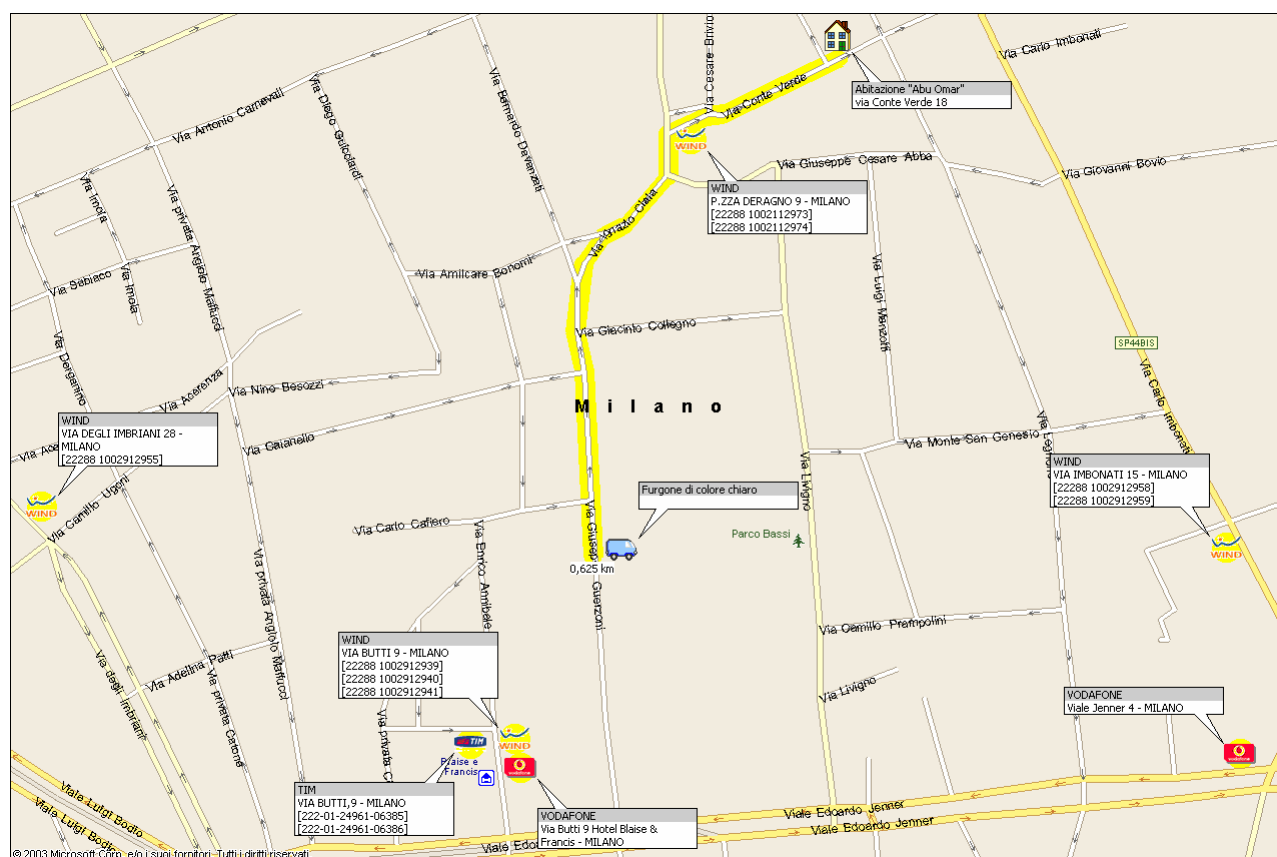 Via Carlo Imbonati
Via Cesare Brivio
Via Conte Verde
Abitazione "Abu Omar"
via Conte Verde 18
Via Antonio Carnevali
Via Diego Guicciardi
Via Bernardo Davanzati
WIND
Via Giuseppe Cesare Abba
Via Giovanni Bovio
Via Imola
Via privata Angiolo Maffucci
WIND
P.ZZA DERAGNO 9 - MILANO
[22288 1002112973]
[22288 1002112974]
Via Amilcare Bonomi
Via Subiaco
Via Imola
Via Luigi Manzotti
Via Giacinto Collegno
SP44BIS
Via Dergamino
Via Acerenza
Via Nino Besozzi
Via Carlo Imbonati
Milano
WIND
VIA DEGLI IMBRIANI 28 -
MILANO
[22288 1002912955]
Via Caianello
Via Monte San Genesio
Via Legnone
Via Livigno
WIND
VIA IMBONATI 15 - MILANO
[22288 1002912958]
[22288 1002912959]
Furgone di colore chiaro
WIND
Via Camillo Ugoni
Via Carlo Cafiero
Via Giusep
Parco Bassi
WIND
0,625 km
Via Enrico Annibale
Guerzoni
Via privata Angiolo Maffucci
Via Camillo Prampolini
WIND
VIA BUTTI 9 - MILANO
[22288 1002912939]
[22288 1002912940]
[22288 1002912941]
Via Adelina Patti
Via degli Imbriani
Via privata Catone
Via Livigno
VODAFONE
Viale Jenner 4 - MILANO
Via privata C
TIM
WIND
Blaise e
Francis
vodafone
vodafone
TIM
VIA BUTTI,9 - MILANO
[222-01-24961-06385]
[222-01-24961-06386]
VODAFONE
Via Butti 9 Hotel Blaise &
Francis - MILANO
Viale Edoardo Jenner
Viale Edoardo Jenner
Viale Luigi Bodio
Viale Luigi Bodio
Viale Edoar
© 2003 Microsoft Corp. e/o i suoi fornitori. Tutti i diritti riservati.